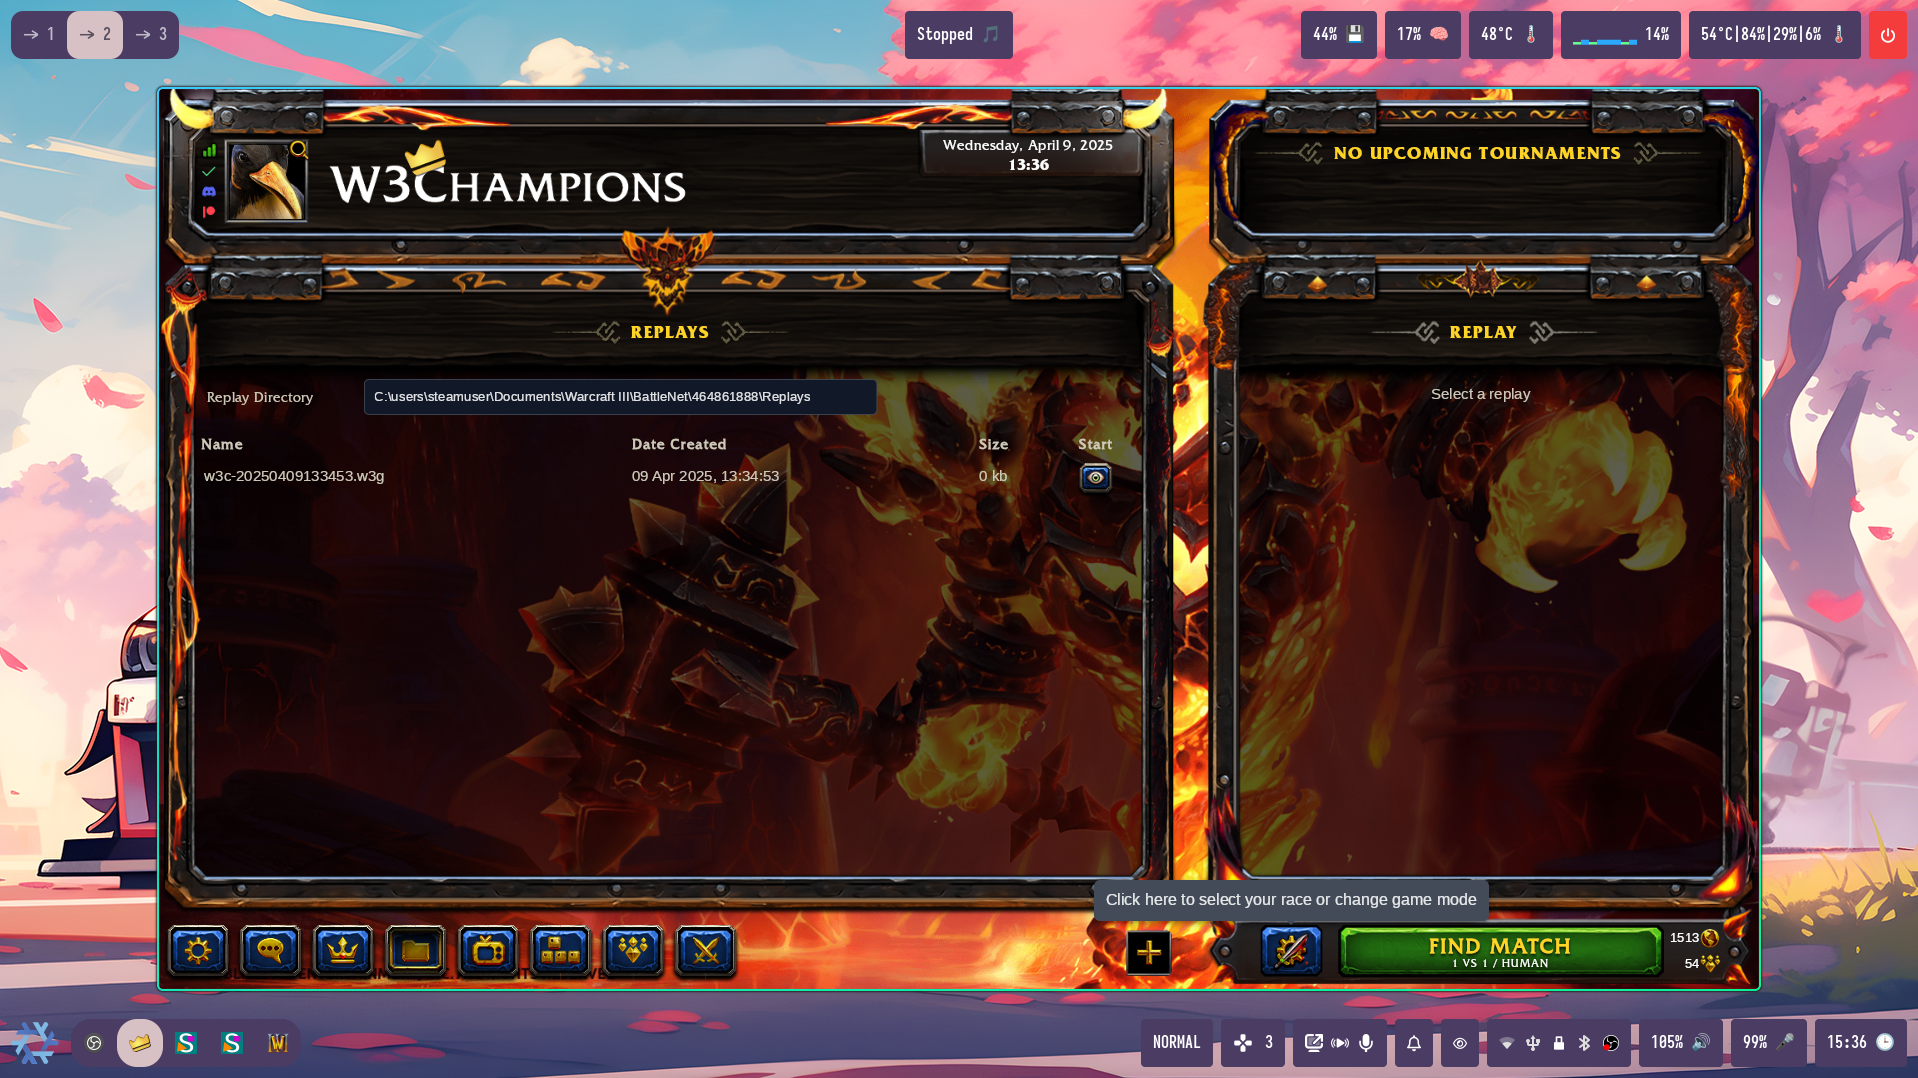 → 1 → 2 → 3
Stopped
44%
17%
48°C
14%
54°C|84%|29%|6%
W3CHAMPIONS
Wednesday, April 9, 2025
13:36
NO UPCOMING TOURNAMENTS
REPLAYS
REPLAY
Replay Directory
C:\users\steamuser\Documents\Warcraft III\BattleNet\464861888\Replays
Select a replay
Name Date Created Size Start
w3c-20250409133453.w3g 09 Apr 2025, 13:34:53 0 kb
Click here to select your race or change game mode
FIND MATCH
1 VS 1 / HUMAN
1513
54
NORMAL
3
105%
99%
15:36